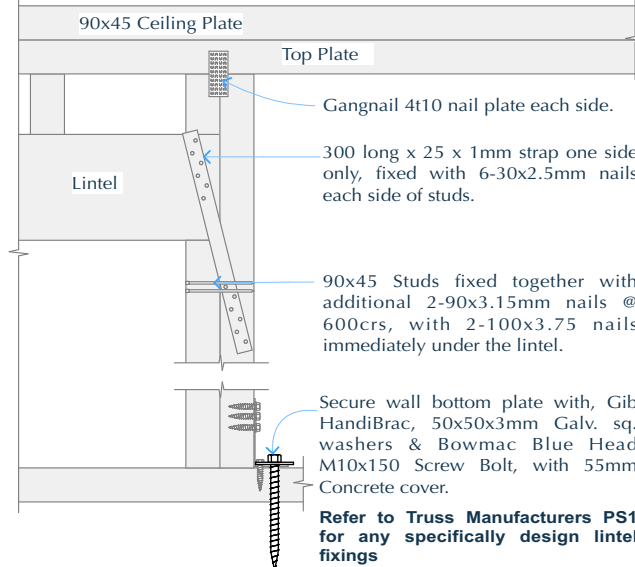 90x45 Ceiling Plate
Top Plate
Gangnail 4t10 nail plate each side.
300 long x 25 x 1mm strap one side
only, fixed with 6-30x2.5mm nails
each side of studs.
Lintel
90x45 Studs fixed together with
additional 2-90x3.15mm nails @
600crs, with 2-100x3.75 nails
immediately under the lintel.
Secure wall bottom plate with, Gib
HandiBrac, 50x50x3mm Galv. sq.
washers & Bowmac Blue Head
M10x150 Screw Bolt, with 55mm
Concrete cover.
Refer to Truss Manufacturers PS1
for any specifically design lintel
fixings